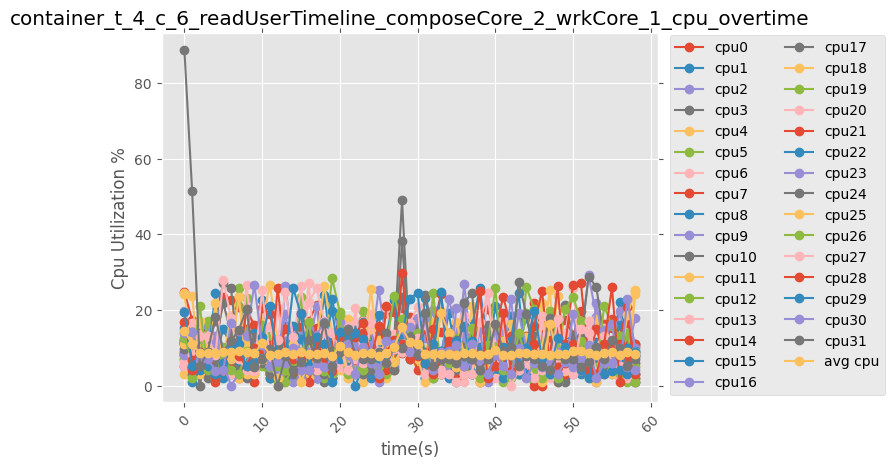 container_t_4_c_6_readUserTimeline_composeCore_2_wrkCore_1_cpu_overtime
Cpu Utilization %
80
60
40
20
0
0
10
20
30
40
50
60
time(s)
cpu0
cpu1
cpu2
cpu3
cpu4
cpu5
cpu6
cpu7
cpu8
cpu9
cpu10
cpu11
cpu12
cpu13
cpu14
cpu15
cpu16
cpu17
cpu18
cpu19
cpu20
cpu21
cpu22
cpu23
cpu24
cpu25
cpu26
cpu27
cpu28
cpu29
cpu30
cpu31
avg cpu